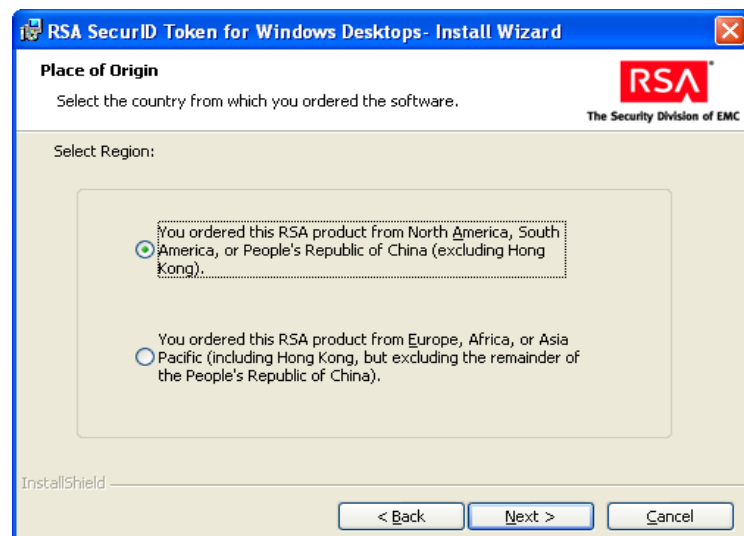 RSA SecurID Token for Windows Desktops- Install Wizard
Place of Origin
Select the country from which you ordered the software.
RSA
The Security Division of EMC
Select Region:
You ordered this RSA product from North America, South
America, or People's Republic of China (excluding Hong
Kong).
You ordered this RSA product from Europe, Africa, or Asia
Pacific (including Hong Kong, but excluding the remainder of
the People's Republic of China).
InstallShield
< Back
Next >
Cancel